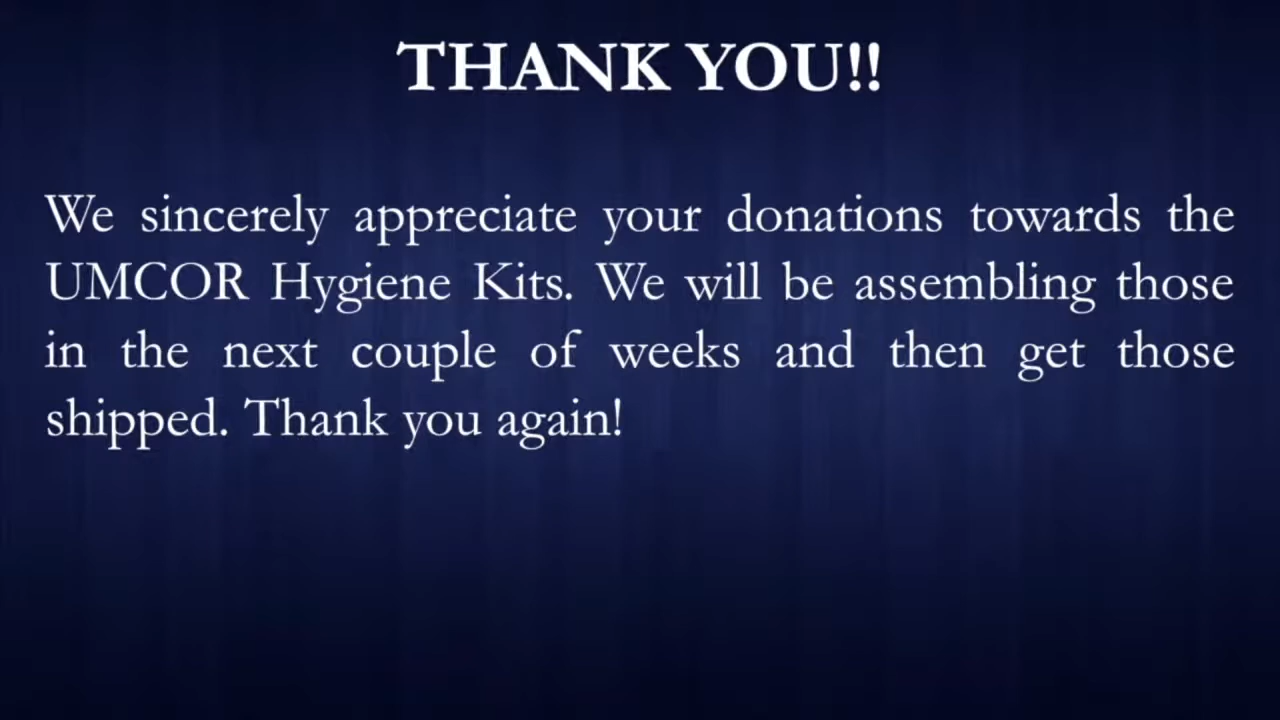 THANK YOU!!
We sincerely appreciate your donations towards the
UMCOR Hygiene Kits. We will be assembling those
in the next couple of weeks and then get those
shipped. Thank you again!